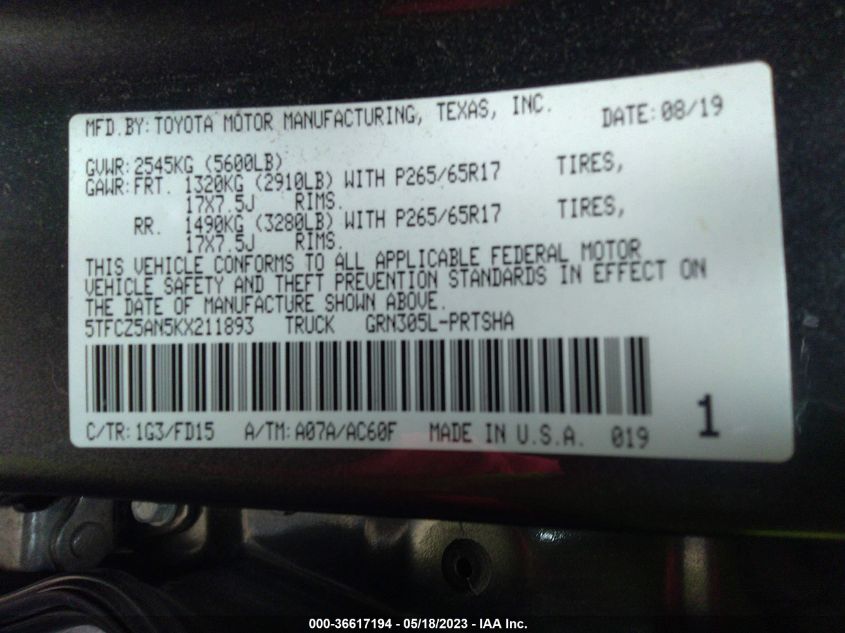 MFD.BY: TOYOTA MOTOR MANUFACTURING, TEXAS, INC. DATE: 08/19
GVWR: 2545KG (5600LB)
GAWR: FRT. 1320KG (2910LB) WITH P265/65R17 TIRES,
17X7.5J RIMS.
RR. 1490KG (3280LB) WITH P265/65R17 TIRES,
17X7.5J RIMS.
THIS VEHICLE CONFORMS TO ALL APPLICABLE FEDERAL MOTOR
VEHICLE SAFETY AND THEFT PREVENTION STANDARDS IN EFFECT ON
THE DATE OF MANUFACTURE SHOWN ABOVE.
5TFCZ5AN5KX211893 TRUCK GRN305L-PRTSHA
C/TR: 1G3/FD15 A/TM: A07A/AC60F MADE IN U.S.A. 019 1
000-36617194 - 05/18/2023 - IAA Inc.